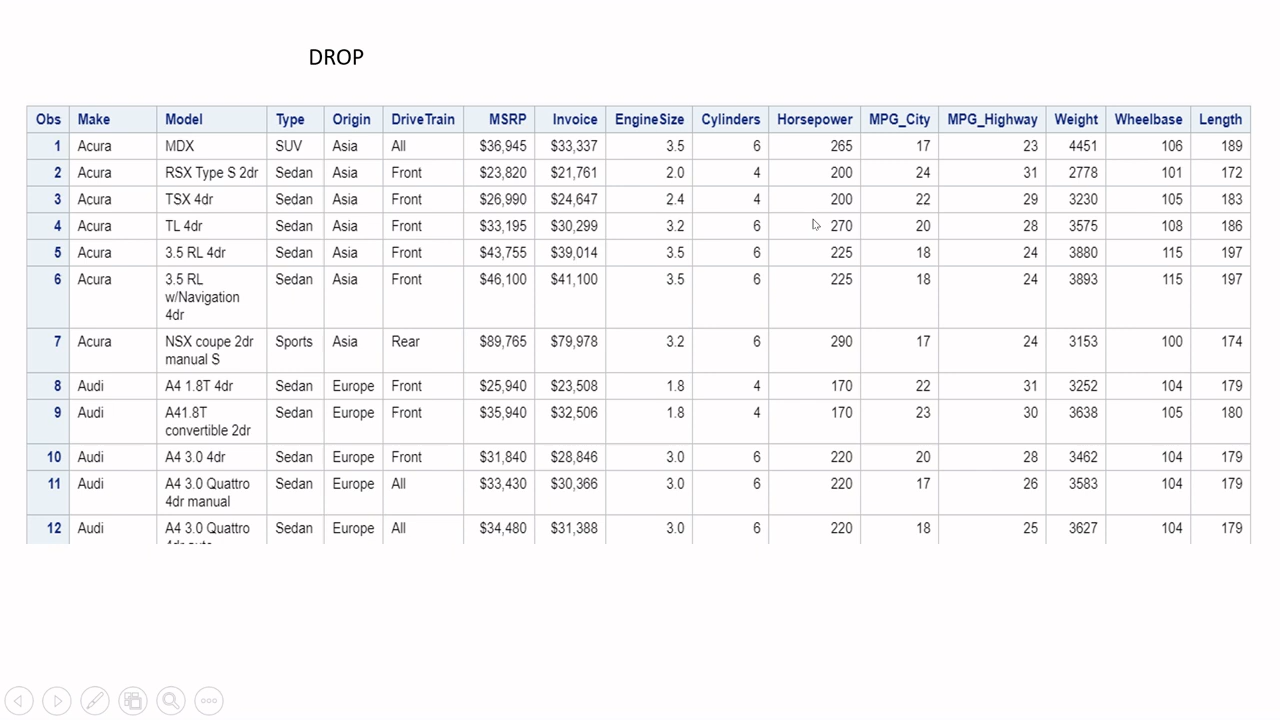 DROP
Obs Make Model Type Origin DriveTrain MSRP Invoice EngineSize Cylinders Horsepower MPG_City MPG_Highway Weight Wheelbase Length
1 Acura MDX SUV Asia All $36,945 $33,337 3.5 6 265 17 23 4451 106 189
2 Acura RSX Type S 2dr Sedan Asia Front $23,820 $21,761 2.0 4 200 24 31 2778 101 172
3 Acura TSX 4dr Sedan Asia Front $26,990 $24,647 2.4 4 200 22 29 3230 105 183
4 Acura TL 4dr Sedan Asia Front $33,195 $30,299 3.2 6 270 20 28 3575 108 186
5 Acura 3.5 RL 4dr Sedan Asia Front $43,755 $39,014 3.5 6 225 18 24 3880 115 197
6 Acura 3.5 RL Sedan Asia Front $46,100 $41,100 3.5 6 225 18 24 3893 115 197
w/Navigation
4dr
7 Acura NSX coupe 2dr Sports Asia Rear $89,765 $79,978 3.2 6 290 17 24 3153 100 174
manual S
8 Audi A4 1.8T 4dr Sedan Europe Front $25,940 $23,508 1.8 4 170 22 31 3252 104 179
9 Audi A41.8T Sedan Europe Front $35,940 $32,506 1.8 4 170 23 30 3638 105 180
convertible 2dr
10 Audi A4 3.0 4dr Sedan Europe Front $31,840 $28,846 3.0 6 220 20 28 3462 104 179
11 Audi A4 3.0 Quattro Sedan Europe All $33,430 $30,366 3.0 6 220 17 26 3583 104 179
4dr manual
12 Audi A4 3.0 Quattro Sedan Europe All $34,480 $31,388 3.0 6 220 18 25 3627 104 179